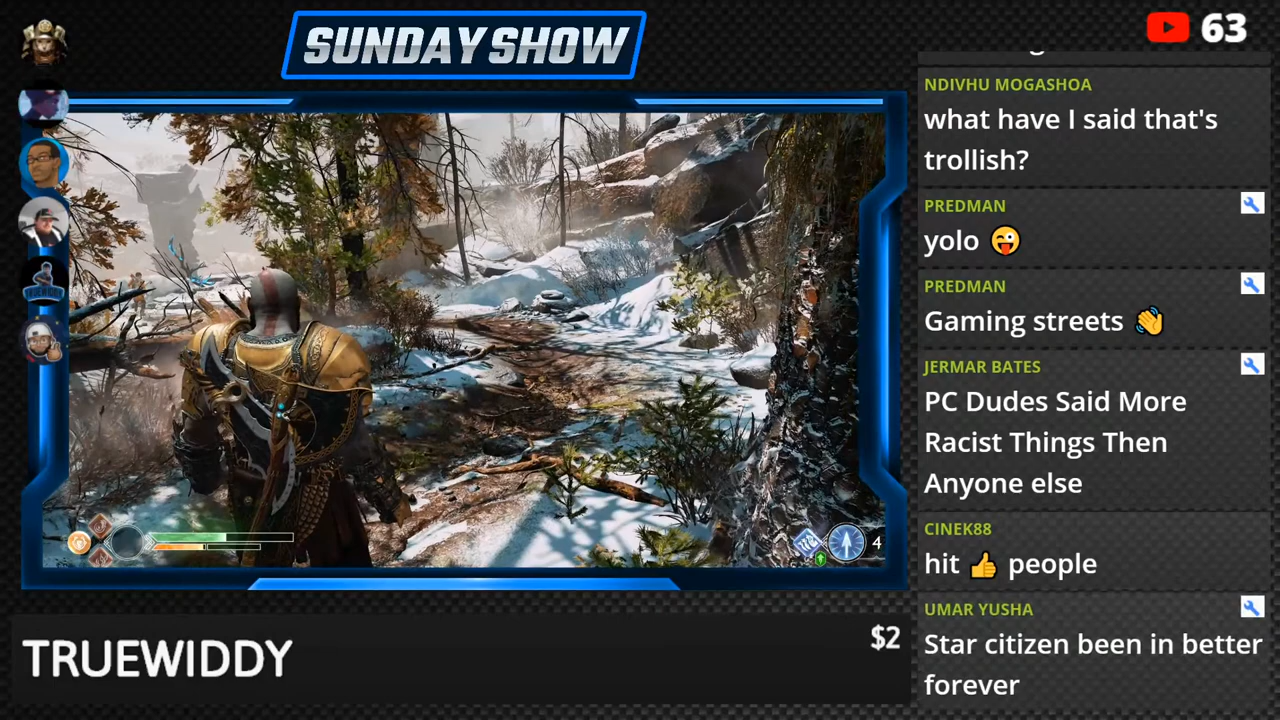 SUNDAY SHOW
63
NDIVHU MOGASHOA
what have I said that's
trollish?
PREDMAN
yolo 😜
PREDMAN
Gaming streets 👋
JERMAR BATES
PC Dudes Said More
Racist Things Then
Anyone else
CINEK88
hit 👍 people
UMAR YUSHA
Star citizen been in better
forever
4
TRUEWIDDY
$2